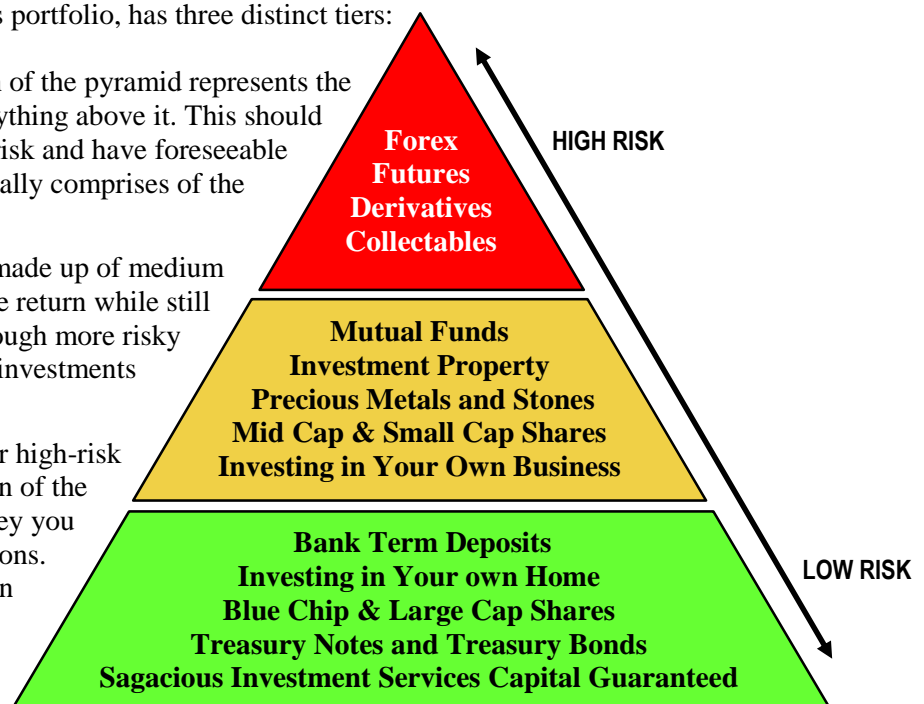 s portfolio, has three distinct tiers:
of the pyramid represents the
ything above it. This should
risk and have foreseeable
ally comprises of the
made up of medium
e return while still
ough more risky
investments
r high-risk
n of the
ey you
ons.
n
HIGH RISK
Forex
Futures
Derivatives
Collectables
Mutual Funds
Investment Property
Precious Metals and Stones
Mid Cap & Small Cap Shares
Investing in Your Own Business
Bank Term Deposits
Investing in Your own Home
Blue Chip & Large Cap Shares
Treasury Notes and Treasury Bonds
Sagacious Investment Services Capital Guaranteed
LOW RISK